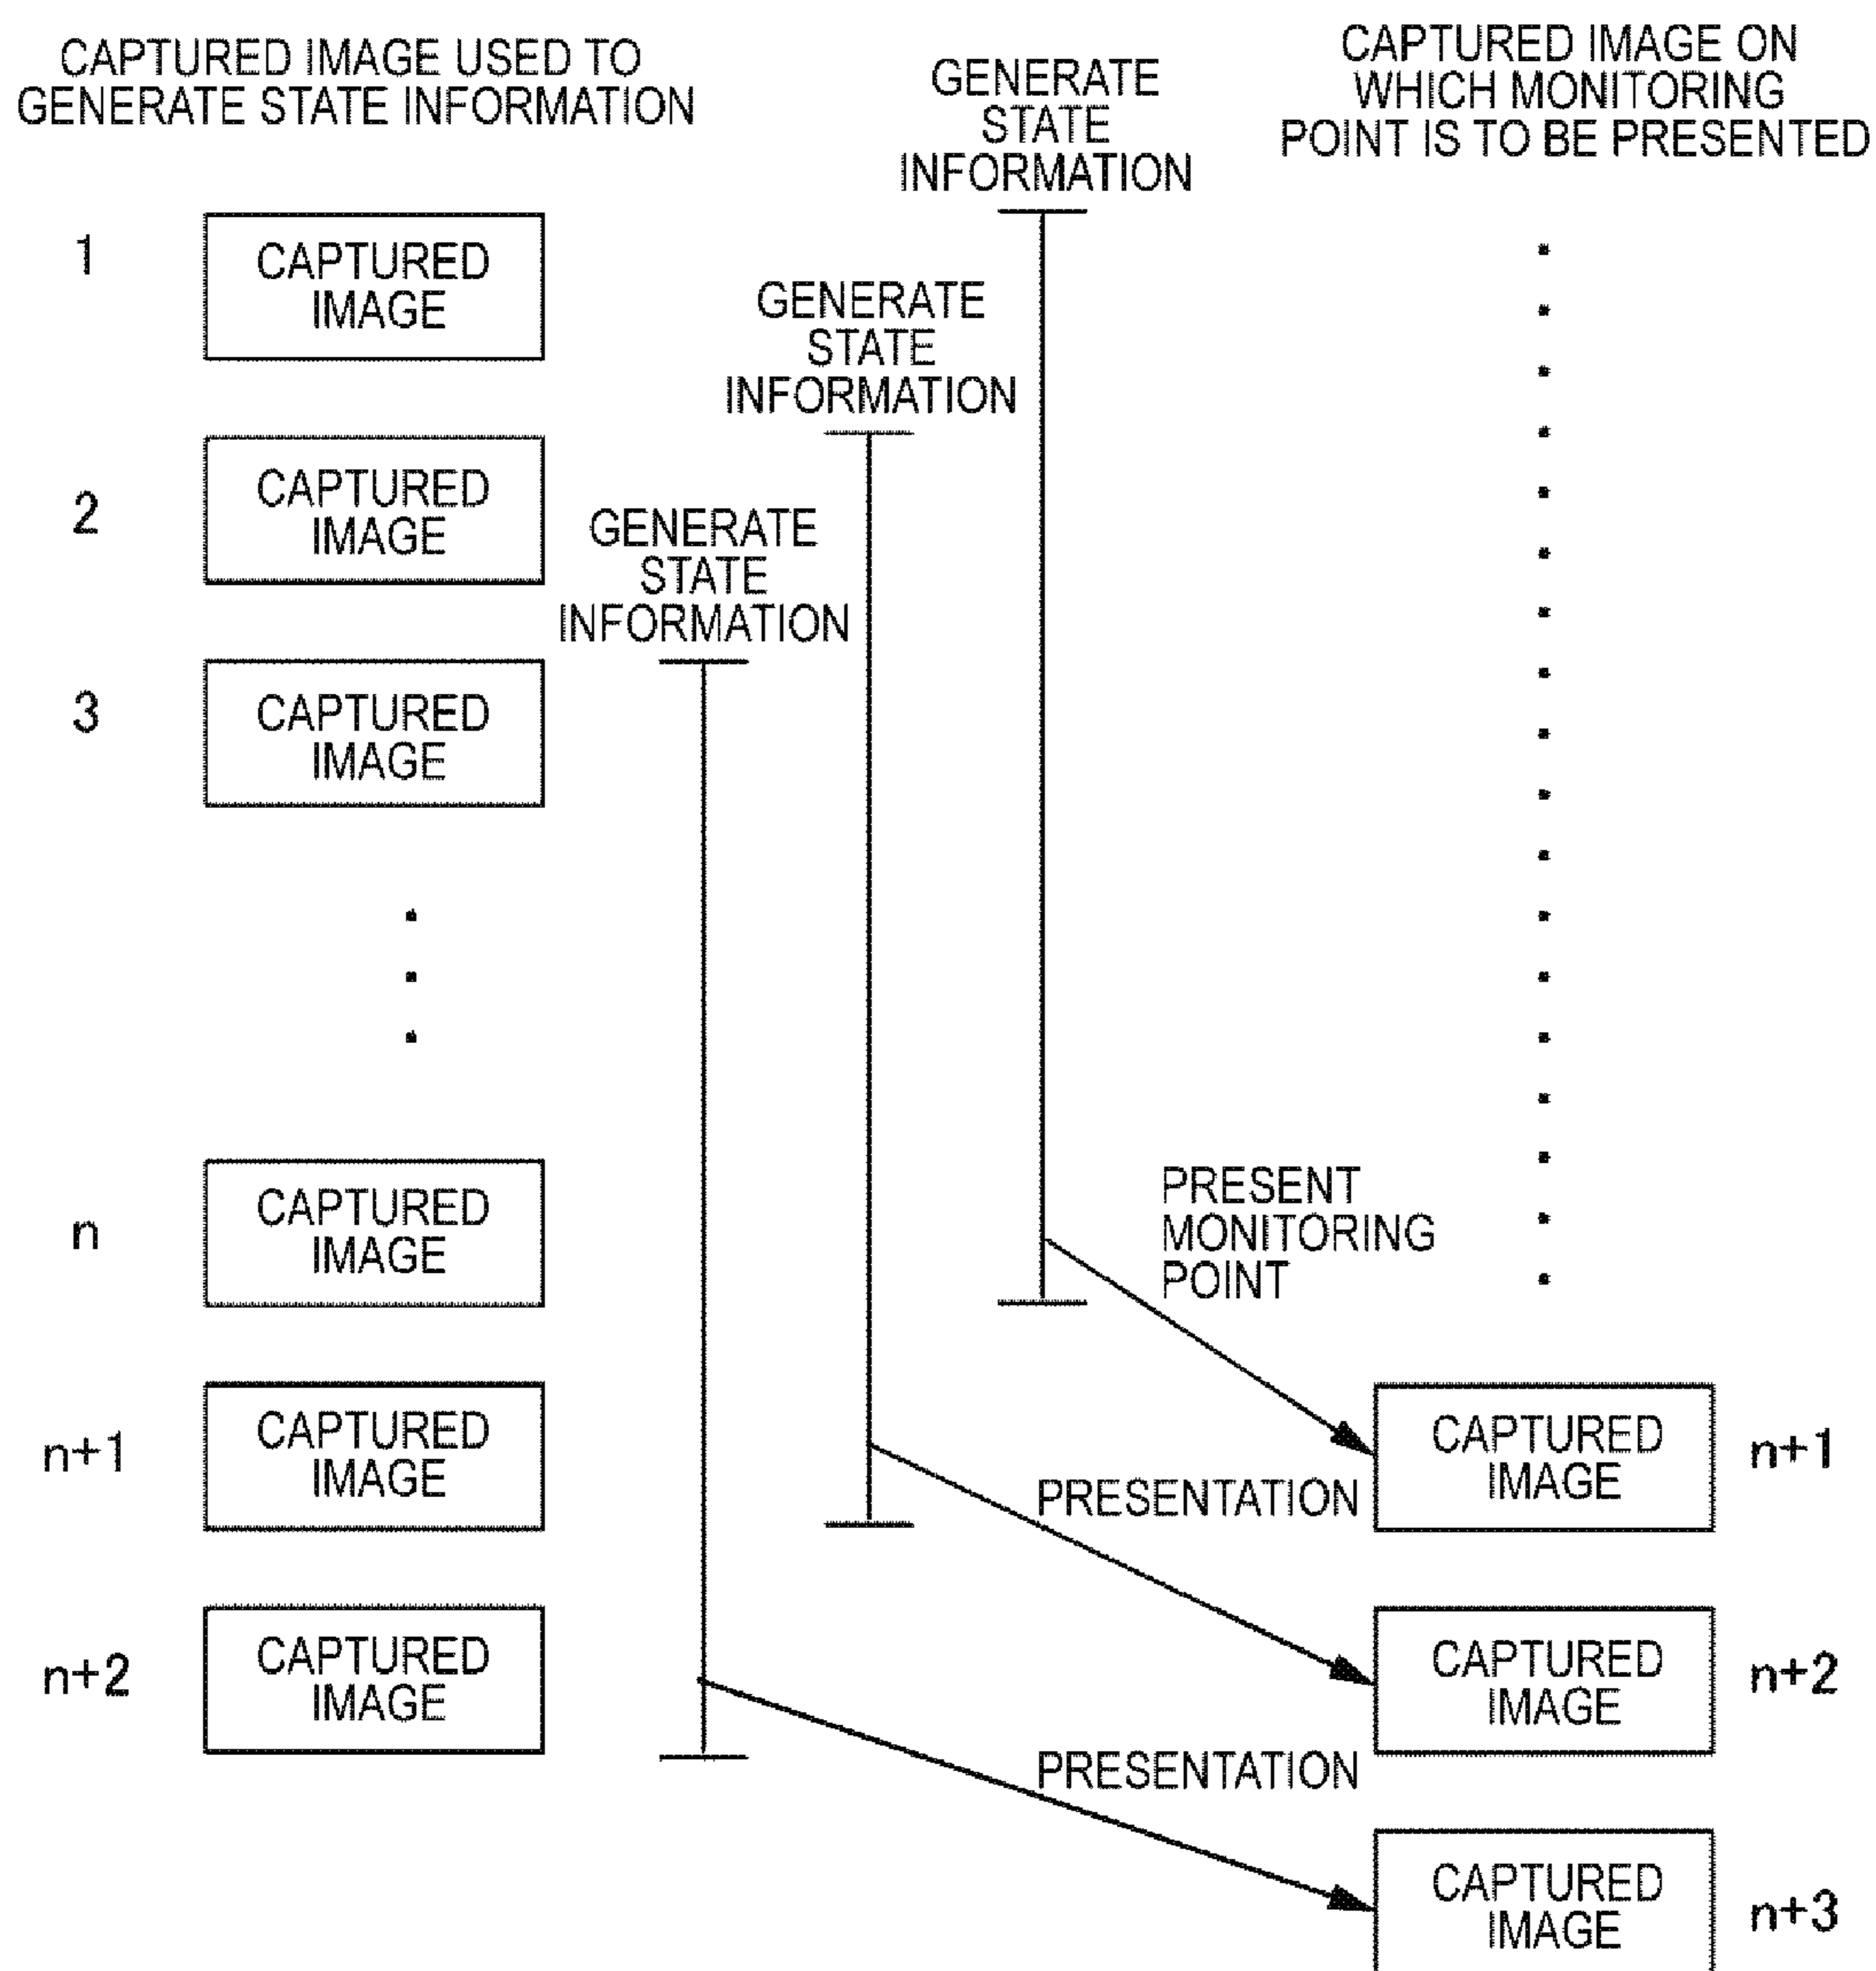 CAPTURED IMAGE USED TO
GENERATE STATE INFORMATION
GENERATE
STATE
INFORMATION
CAPTURED IMAGE ON
WHICH MONITORING
POINT IS TO BE PRESENTED
1
CAPTURED
IMAGE
GENERATE
STATE
INFORMATION
2
CAPTURED
IMAGE
GENERATE
STATE
INFORMATION
3
CAPTURED
IMAGE
n
CAPTURED
IMAGE
PRESENT
MONITORING
POINT
n+1
CAPTURED
IMAGE
PRESENTATION
CAPTURED
IMAGE
n+1
n+2
CAPTURED
IMAGE
PRESENTATION
CAPTURED
IMAGE
n+2
CAPTURED
IMAGE
n+3